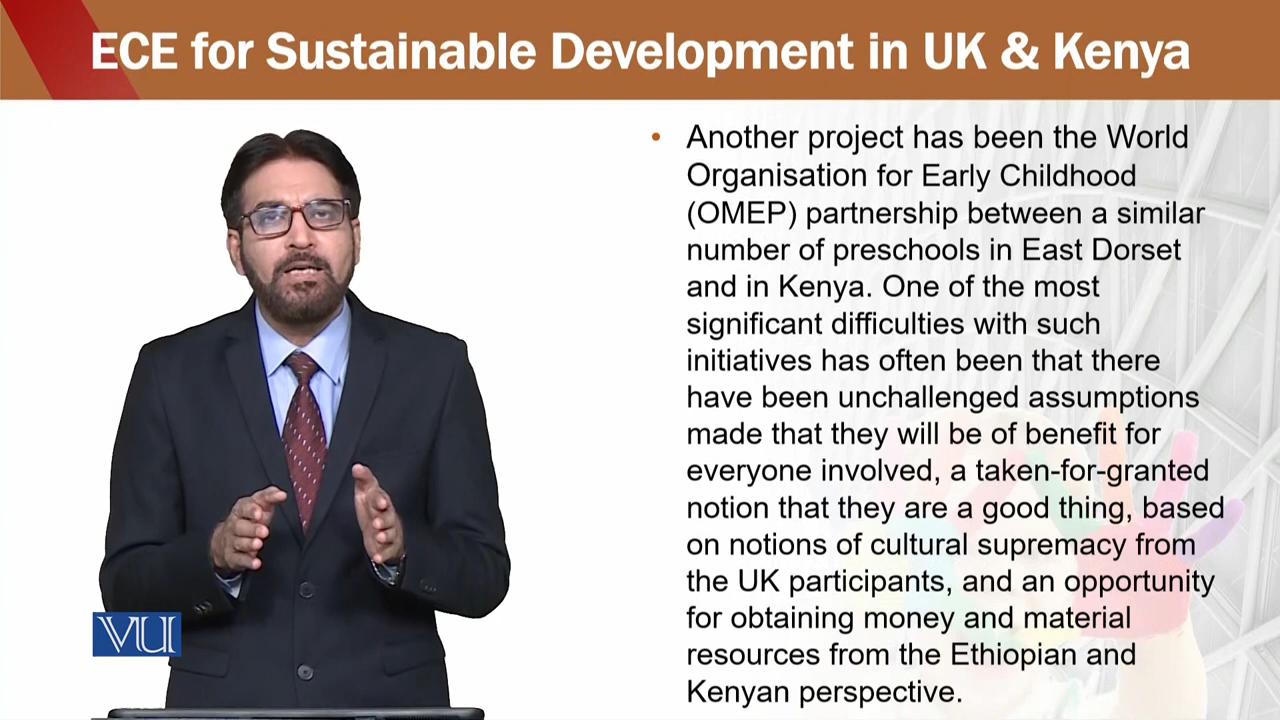 ECE for Sustainable Development in UK & Kenya
• Another project has been the World
Organisation for Early Childhood
(OMEP) partnership between a similar
number of preschools in East Dorset
and in Kenya. One of the most
significant difficulties with such
initiatives has often been that there
have been unchallenged assumptions
made that they will be of benefit for
everyone involved, a taken-for-granted
notion that they are a good thing, based
on notions of cultural supremacy from
the UK participants, and an opportunity
for obtaining money and material
resources from the Ethiopian and
Kenyan perspective.
VU